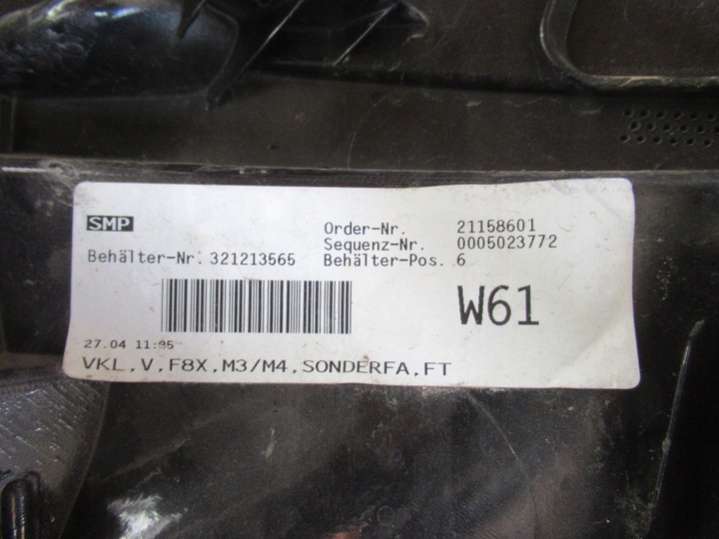 SMP
Order-Nr. 21158601
Sequenz-Nr. 0005023772
Behälter-Nr. 321213565 Behälter-Pos. 6
W61
27.04 11:05
VKL,V,F8X,M3/M4,SONDERFA,FT